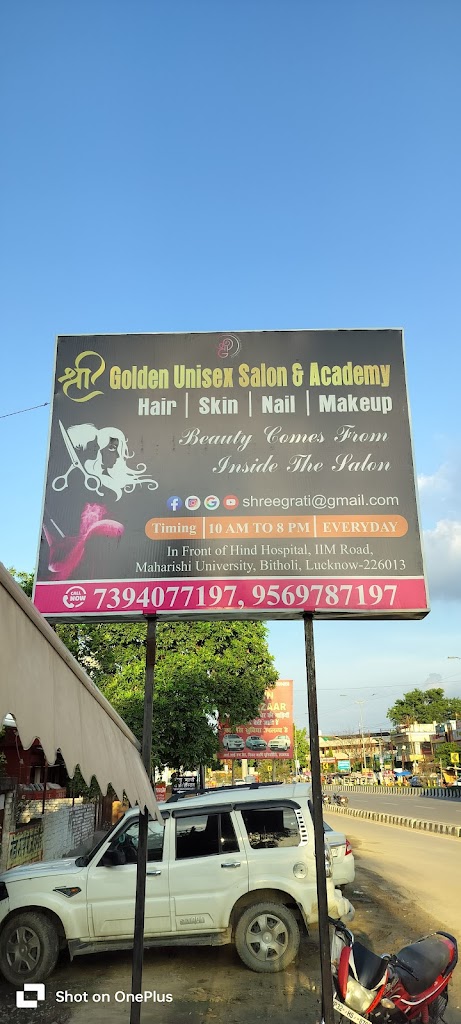 श्री Golden Unisex Salon & Academy
Hair | Skin | Nail | Makeup
Beauty Comes From
Inside The Salon
shreegrati@gmail.com
Timing | 10 AM TO 8 PM | EVERYDAY
In Front of Hind Hospital, IIM Road,
Maharishi University, Bitholi, Lucknow-226013
CALL NOW 7394077197, 9569787197
Shot on OnePlus